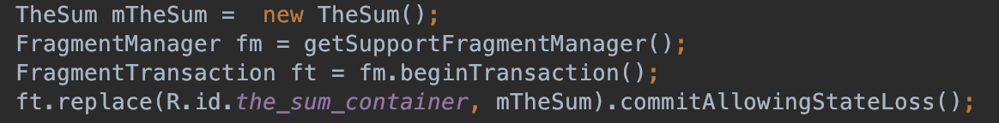 TheSum mTheSum =  new TheSum();
FragmentManager fm = getSupportFragmentManager();
FragmentTransaction ft = fm.beginTransaction();
ft.replace(R.id.the_sum_container, mTheSum).commitAllowingStateLoss();